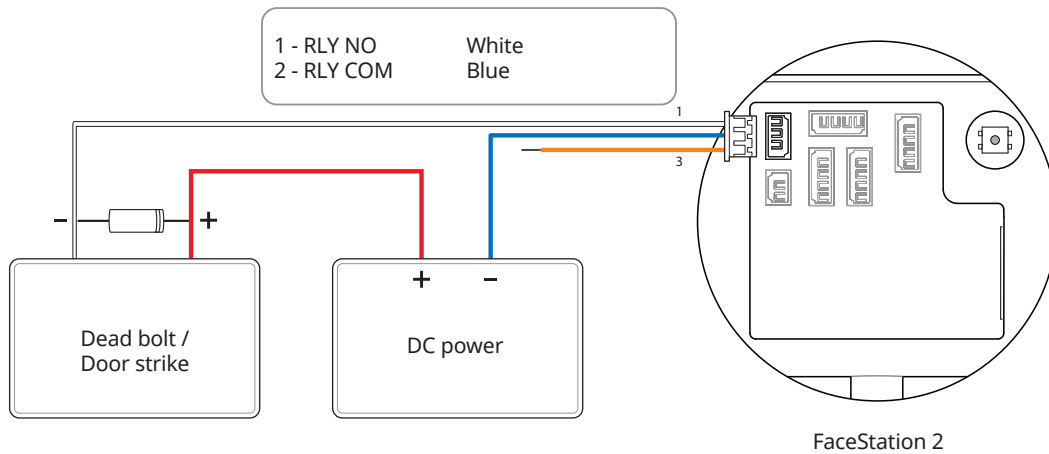 1 - RLY NO White
2 - RLY COM Blue
1
3
- +
+ -
Dead bolt /
Door strike
DC power
FaceStation 2